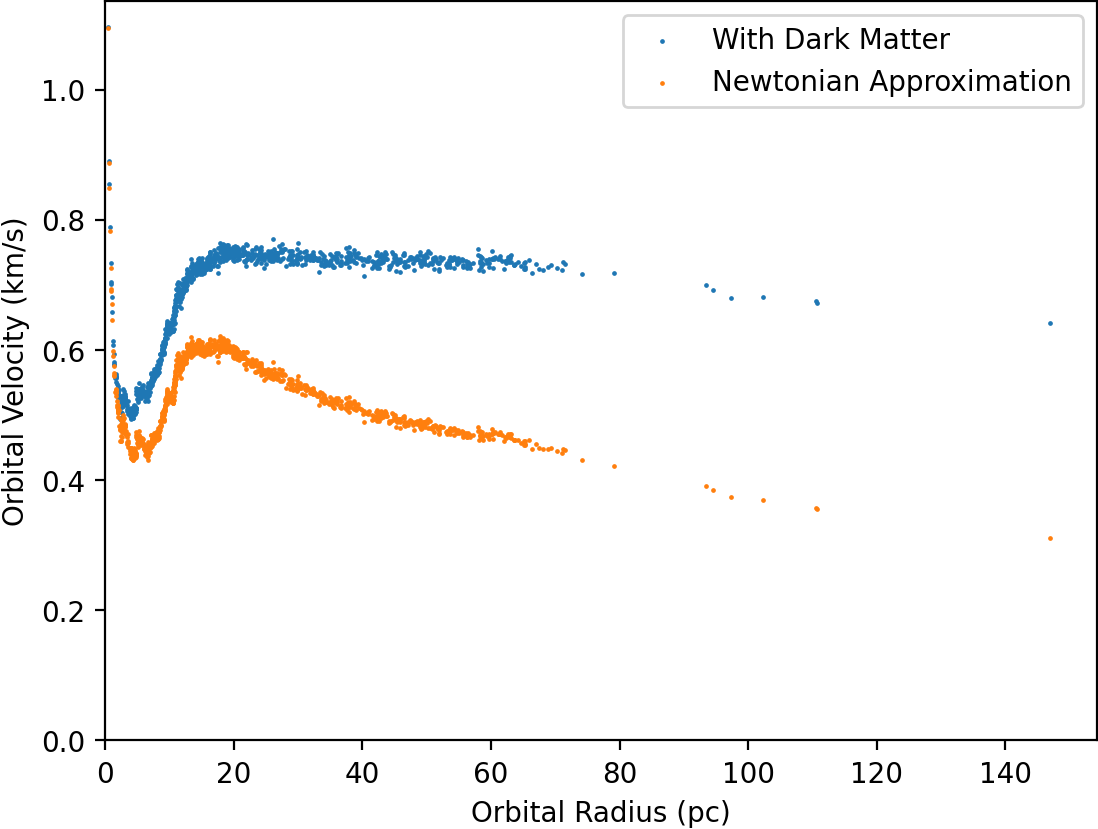 With Dark Matter
Newtonian Approximation
1.0
0.8
0.6
0.4
0.2
0.0
Orbital Velocity (km/s)
0 20 40 60 80 100 120 140
Orbital Radius (pc)